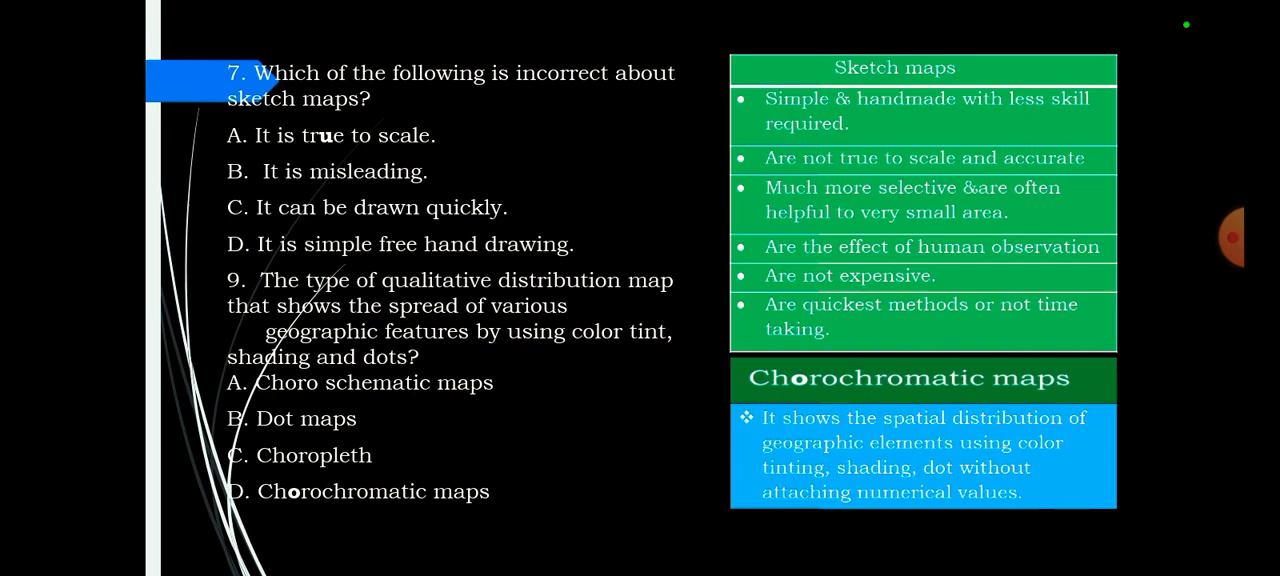 7. Which of the following is incorrect about
sketch maps?
A. It is true to scale.
B. It is misleading.
C. It can be drawn quickly.
D. It is simple free hand drawing.
9. The type of qualitative distribution map
that shows the spread of various
geographic features by using color tint,
shading and dots?
A. Choro schematic maps
B. Dot maps
C. Choropleth
D. Chorochromatic maps
Sketch maps
• Simple & handmade with less skill
required.
• Are not true to scale and accurate
• Much more selective &are often
helpful to very small area.
• Are the effect of human observation
• Are not expensive.
• Are quickest methods or not time
taking.
Chorochromatic maps
❖ It shows the spatial distribution of
geographic elements using color
tinting, shading, dot without
attaching numerical values.